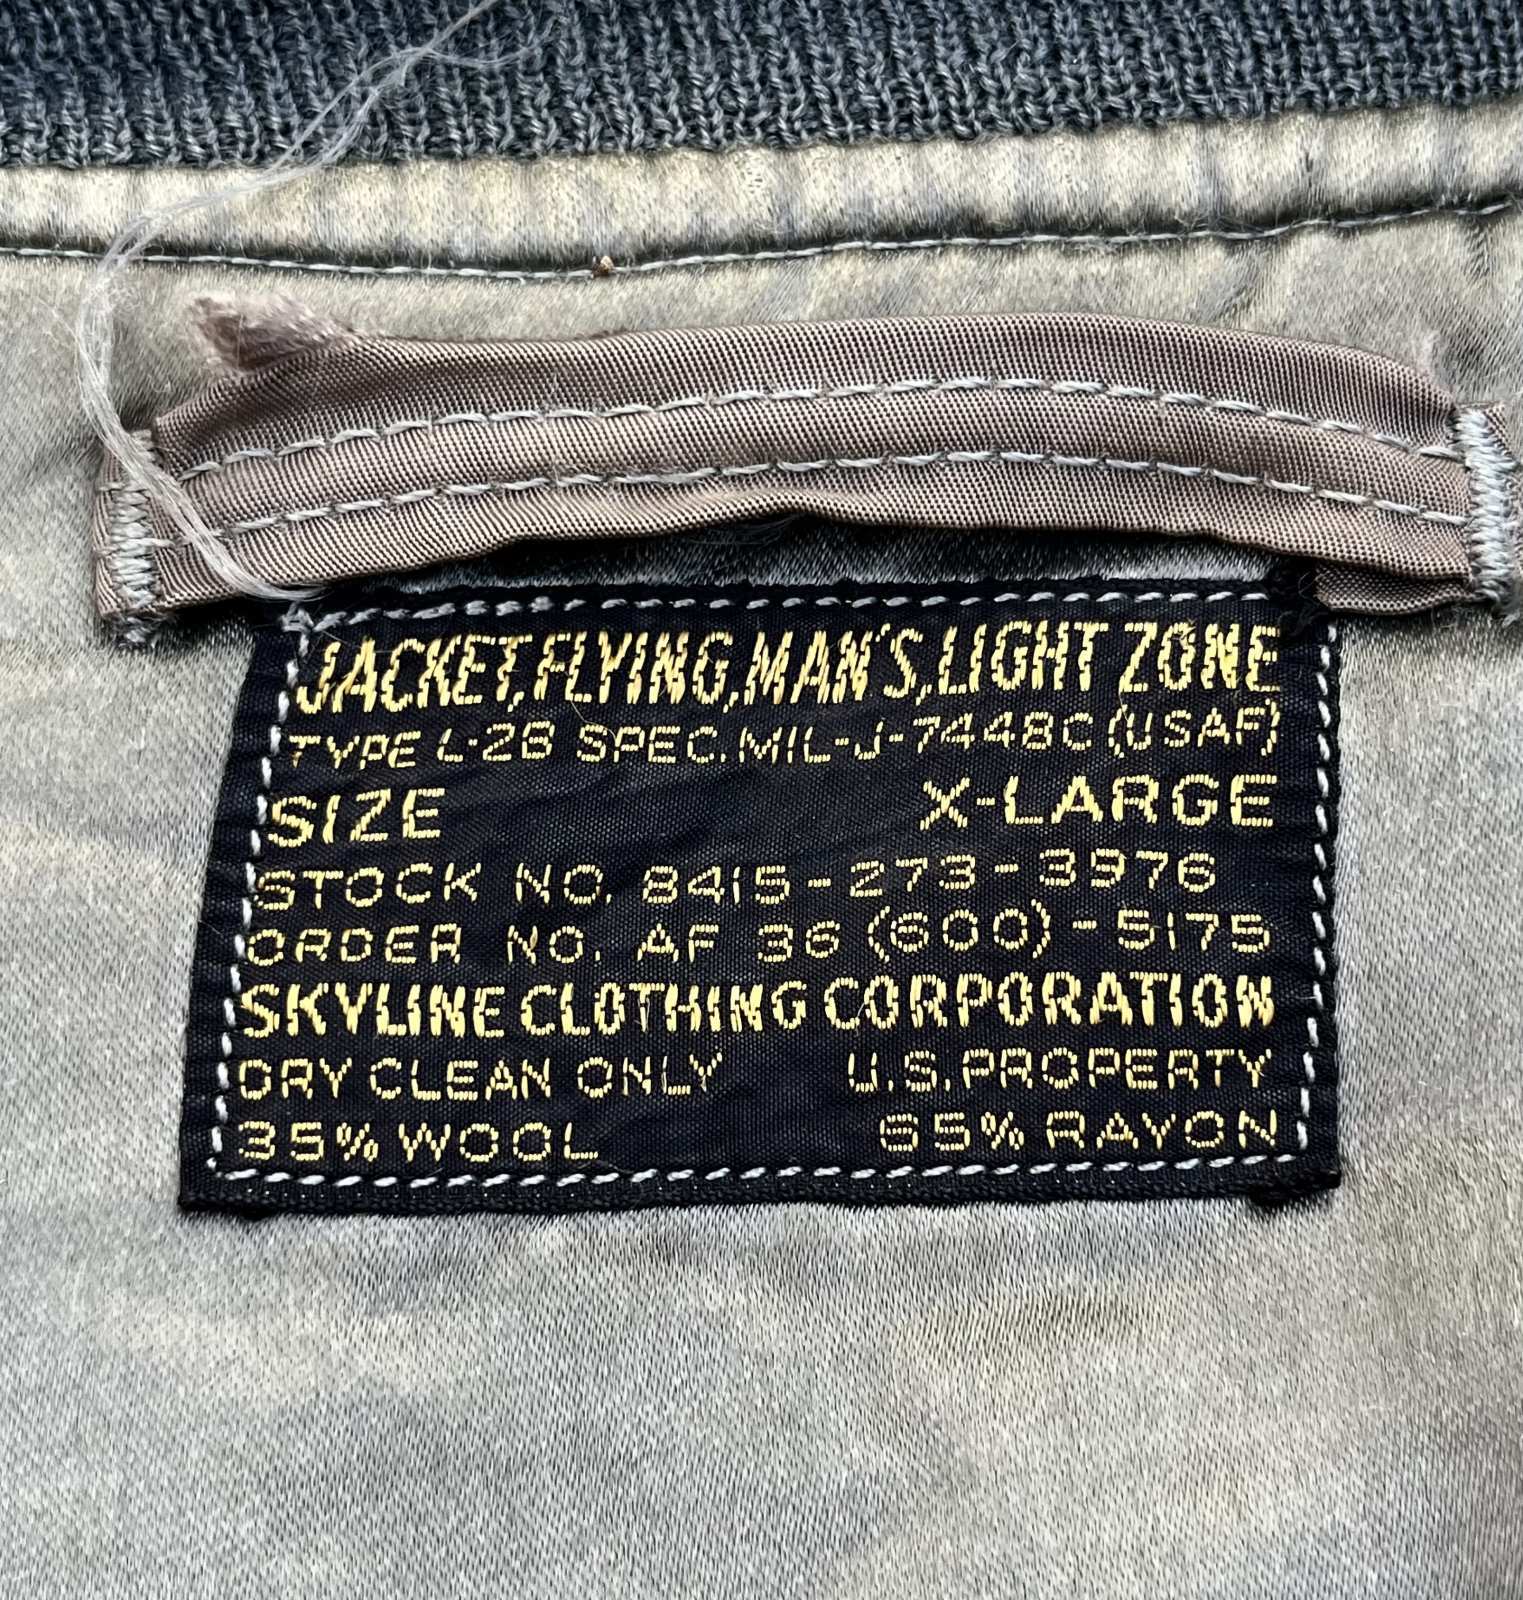 JACKET, FLYING, MAN'S, LIGHT ZONE
TYPE L-2B SPEC. MIL-J-7448C (USAF)
SIZE X-LARGE
STOCK NO. 8415-273-3976
ORDER NO. AF 36 (600)-5175
SKYLINE CLOTHING CORPORATION
DRY CLEAN ONLY U.S. PROPERTY
35% WOOL 65% RAYON